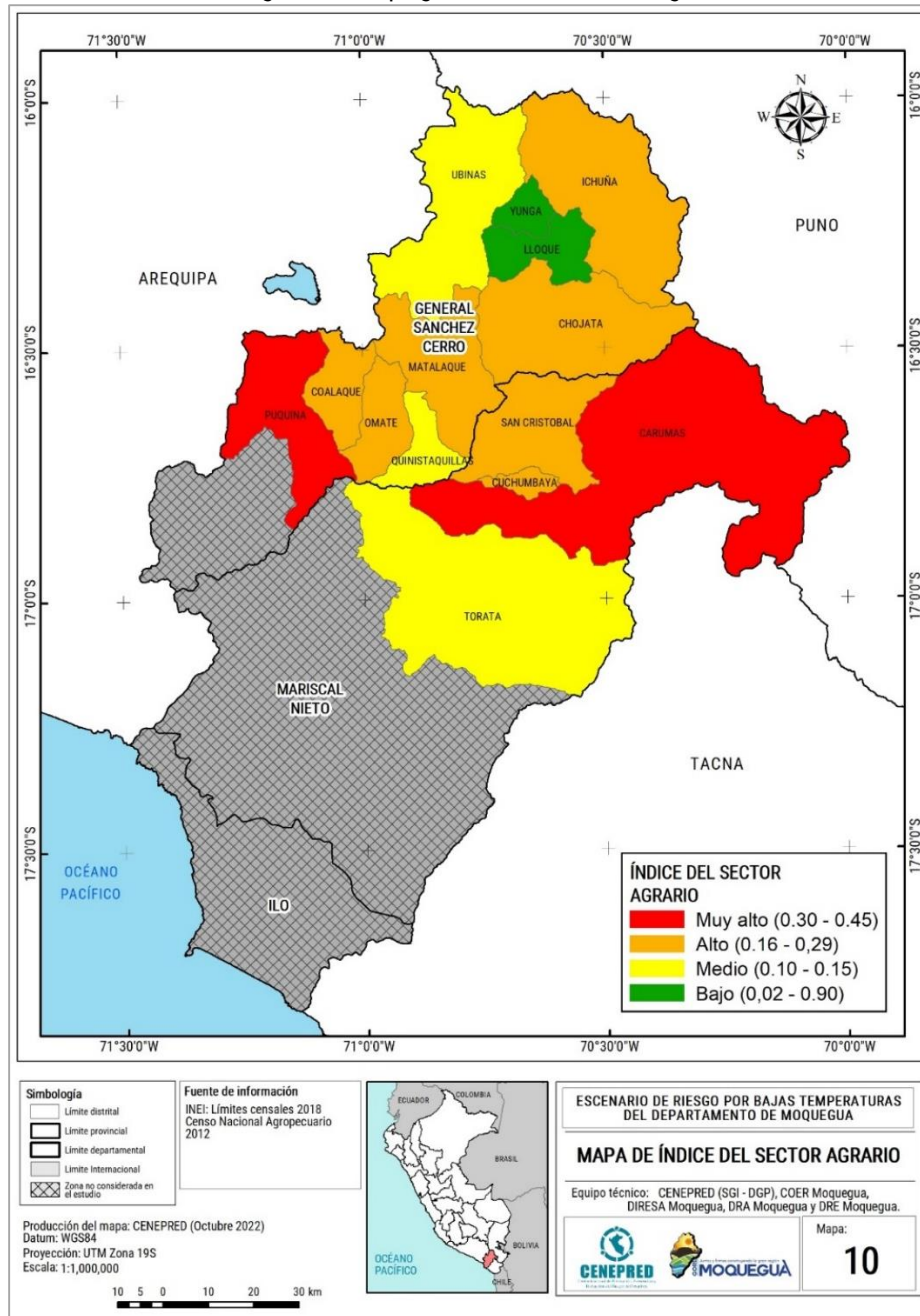 71°30'0"W
71°0'0"W
70°30'0"W
70°0'0"W
16°0'0"S
16°0'0"S
N
W
E
S
UBINAS
ICHUÑA
YUNGA
LLOQUE
PUNO
AREQUIPA
GENERAL
SANCHEZ
CERRO
CHOJATA
16°30'0"S
16°30'0"S
MATALAQUE
COALAQUE
PUQUINA
OMATE
SAN CRISTOBAL
CARUMAS
QUINISTAQUILLAS
CUCHUMBAYA
17°0'0"S
17°0'0"S
TORATA
MARISCAL
NIETO
TACNA
17°30'0"S
17°30'0"S
OCÉANO
PACÍFICO
ILO
ÍNDICE DEL SECTOR
AGRARIO
Muy alto (0.30 - 0.45)
Alto (0.16 - 0,29)
Medio (0.10 - 0.15)
Bajo (0,02 - 0.90)
71°30'0"W
71°0'0"W
70°30'0"W
70°0'0"W
Simbología
Límite distrital
Límite provincial
Límite departamental
Límite Internacional
Zona no considerada en
el estudio
Fuente de información
INEI: Límites censales 2018
Censo Nacional Agropecuario
2012
Producción del mapa: CENEPRED (Octubre 2022)
Datum: WGS84
Proyección: UTM Zona 19S
Escala: 1:1,000,000
10 5 0 10 20 30 km
ECUADOR
COLOMBIA
BRASIL
BOLIVIA
OCÉANO
PACÍFICO
CHILE
ESCENARIO DE RIESGO POR BAJAS TEMPERATURAS
DEL DEPARTAMENTO DE MOQUEGUA
MAPA DE ÍNDICE DEL SECTOR AGRARIO
Equipo técnico: CENEPRED (SGI - DGP), COER Moquegua,
DIRESA Moquegua, DRA Moquegua y DRE Moquegua.
CENEPRED
MOQUEGUA
Mapa:
10